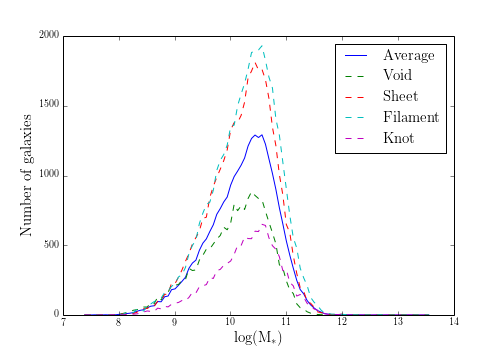 2000
1500
1000
500
0
Number of galaxies
Average
Void
Sheet
Filament
Knot
7 8 9 10 11 12 13 14
log(M*)